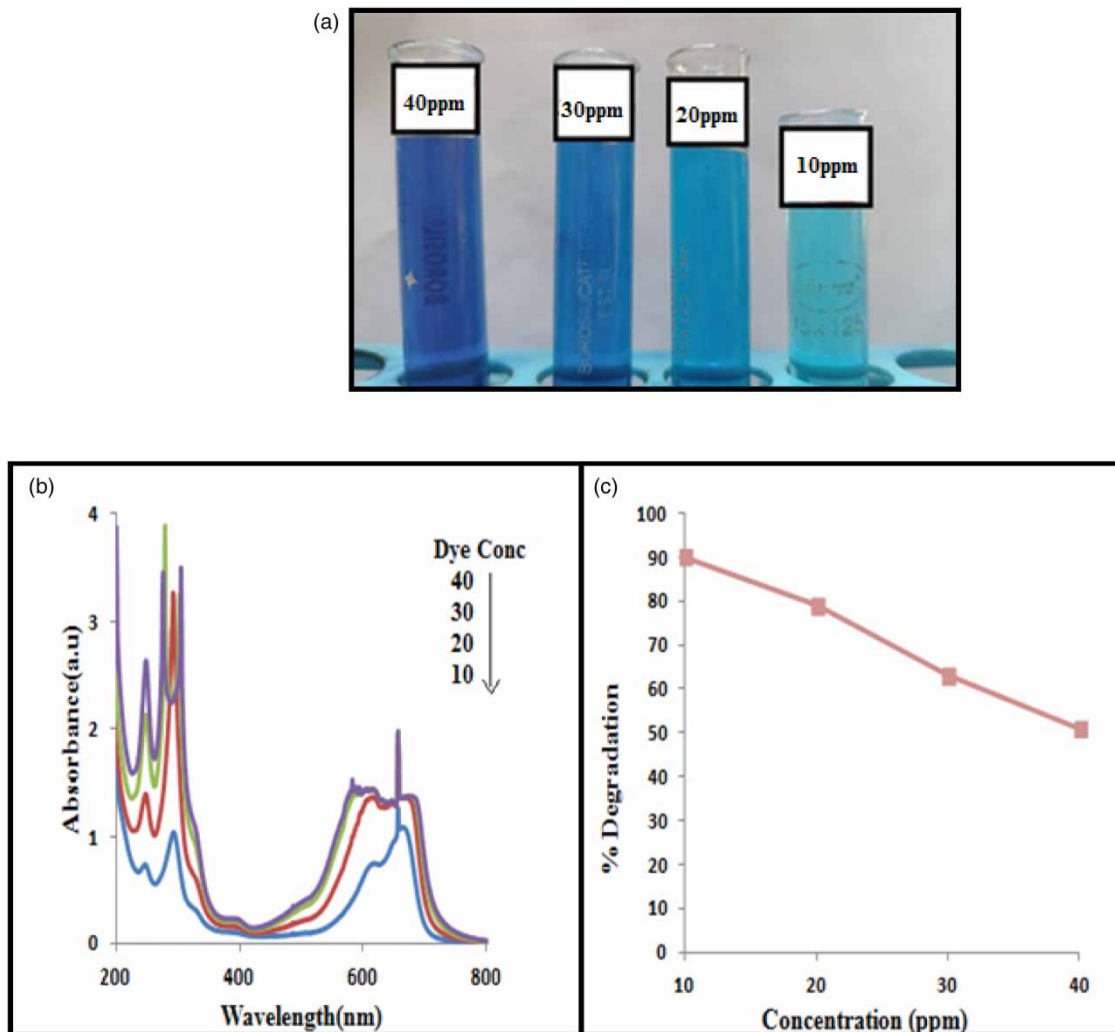 (a)
40ppm
30ppm
20ppm
10ppm
(b)
4
3
2
1
0
Absorbance(a.u)
200
400
600
800
Wavelength(nm)
Dye Conc
40
30
20
10
(c)
100
90
80
70
60
50
40
30
20
10
0
% Degradation
10
20
30
40
Concentration (ppm)